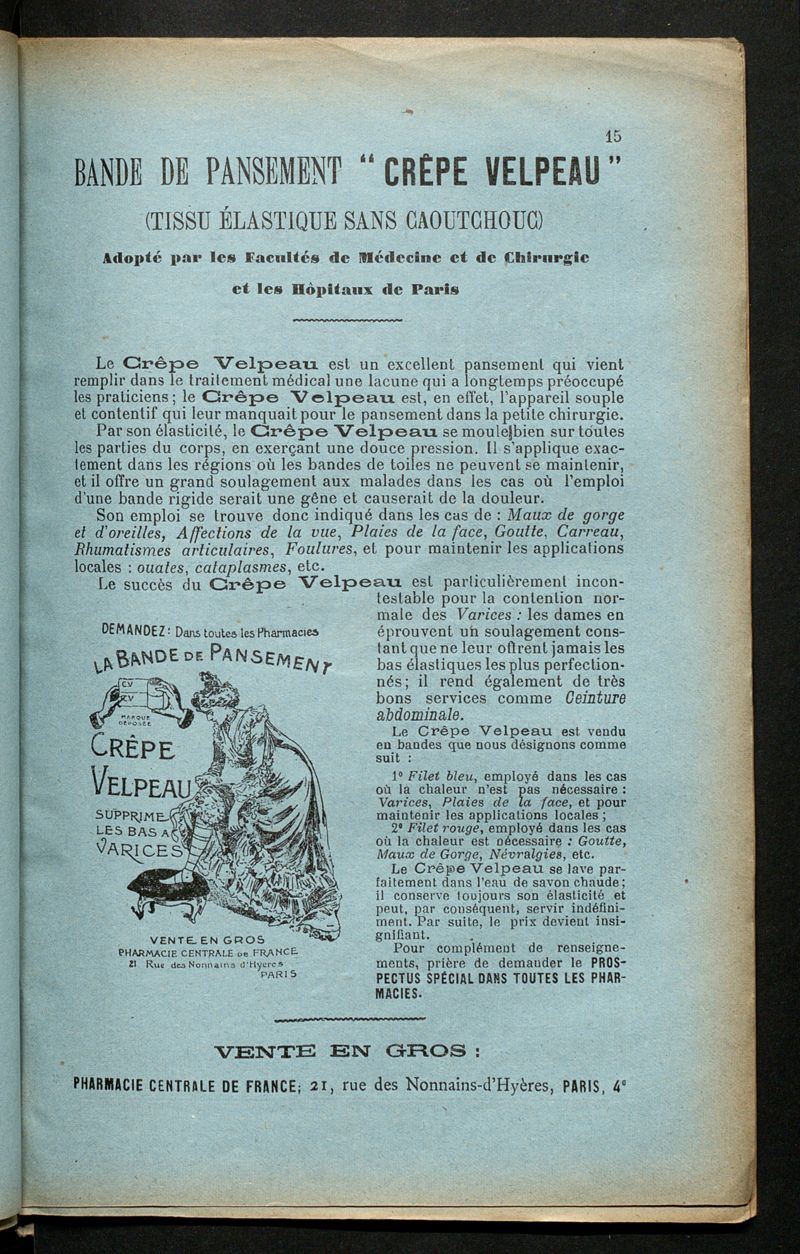 15
BANDE DE PANSEMENT “ CRÊPE VELPEAU ”
(TISSU ÉLASTIQUE SANS CAOUTCHOUC)
Adopté par les Facultés de Médecine et de Chirurgie
et les Hôpitaux de Paris
Le Crêpe Velpeau est un excellent pansement qui vient
remplir dans le traitement médical une lacune qui a longtemps préoccupé
les praticiens ; le Crêpe Velpeau est, en effet, l'appareil souple
et contentif qui leur manquait pour le pansement dans la petite chirurgie.
Par son élasticité, le Crêpe Velpeau se moule bien sur toutes
les parties du corps, en exerçant une douce pression. Il s'applique exac-
tement dans les régions où les bandes de toiles ne peuvent se maintenir,
et il offre un grand soulagement aux malades dans les cas où l'emploi
d'une bande rigide serait une gêne et causerait de la douleur.
Son emploi se trouve donc indiqué dans les cas de : Maux de gorge
et d'oreilles, Affections de la vue, Plaies de la face, Goutte, Carreau,
Rhumatismes articulaires, Foulures, et pour maintenir les applications
locales : ouates, cataplasmes, etc.
Le succès du Crêpe Velpeau est particulièrement incon-
testable pour la contention nor-
male des Varices : les dames en
éprouvent un soulagement cons-
tant que ne leur offrent jamais les
bas élastiques les plus perfection-
nés; il rend également de très
bons services comme Ceinture
abdominale.
Le Crêpe Velpeau est vendu
en bandes que nous désignons comme
suit :
1° Filet bleu, employé dans les cas
où la chaleur n'est pas nécessaire :
Varices, Plaies de la face, et pour
maintenir les applications locales ;
2° Filet rouge, employé dans les cas
où la chaleur est nécessaire : Goutte,
Maux de Gorge, Névralgies, etc.
Le Crêpe Velpeau se lave par-
faitement dans l'eau de savon chaude;
il conserve toujours son élasticité et
peut, par conséquent, servir indéfini-
ment. Par suite, le prix devient insi-
gnifiant.
Pour complément de renseigne-
ments, prière de demander le PROS-
PECTUS SPÉCIAL DANS TOUTES LES PHAR-
MACIES.
DEMANDEZ: Dans toutes les Pharmacies
LA BANDE DE PANSEMENT
CV
CV
MARQUE
DÉPOSÉE
CRÊPE
VELPEAU
SUPPRIME
LES BAS A
VARICES
VENTE EN GROS
PHARMACIE CENTRALE DE FRANCE
21 Rue des Nonnains d'Hyères
PARIS
VENTE EN GROS :
PHARMACIE CENTRALE DE FRANCE; 21, rue des Nonnains-d'Hyères, PARIS, 4e